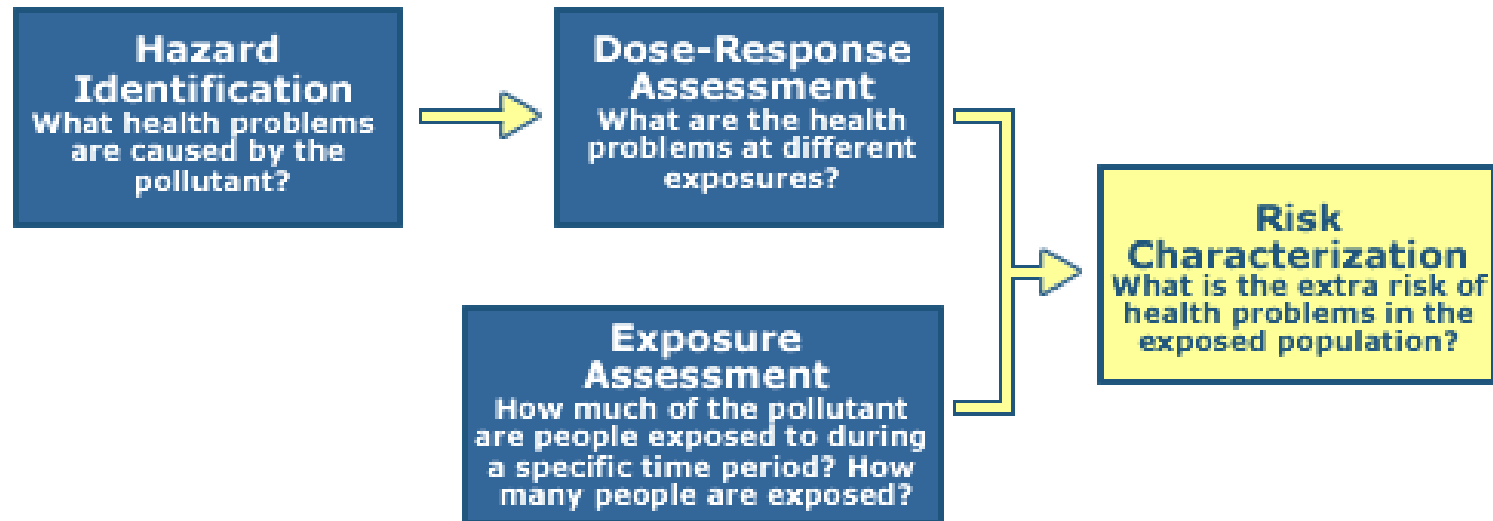 Hazard
Identification
What health problems
are caused by the
pollutant?
Dose-Response
Assessment
What are the health
problems at different
exposures?
Exposure
Assessment
How much of the pollutant
are people exposed to during
a specific time period? How
many people are exposed?
Risk
Characterization
What is the extra risk of
health problems in the
exposed population?